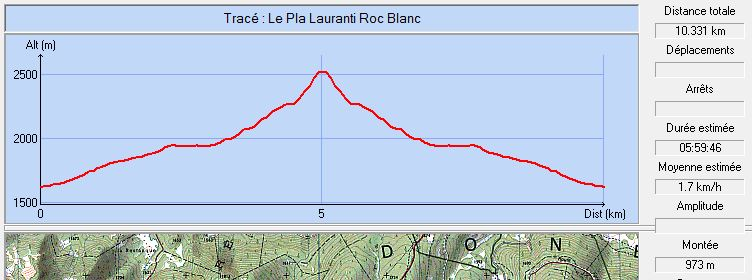 Tracé : Le Pla Lauranti Roc Blanc
Alt (m)
2500
2000
1500
0
5
Dist (km)
Distance totale
10.331 km
Déplacements
Arrêts
Durée estimée
05:59:46
Moyenne estimée
1.7 km/h
Amplitude
Montée
973 m
D O N E